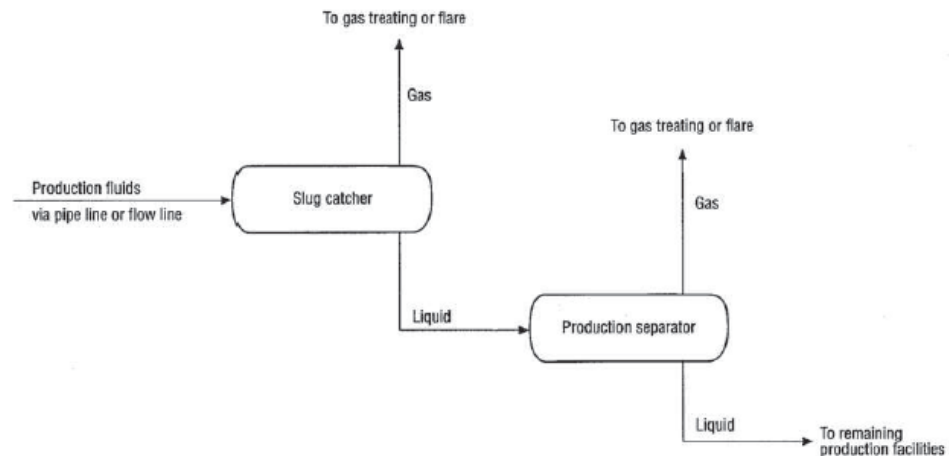 To gas treating or flare
Gas
To gas treating or flare
Production fluids
via pipe line or flow line
Slug catcher
Gas
Liquid
Production separator
Liquid
To remaining
production facilities